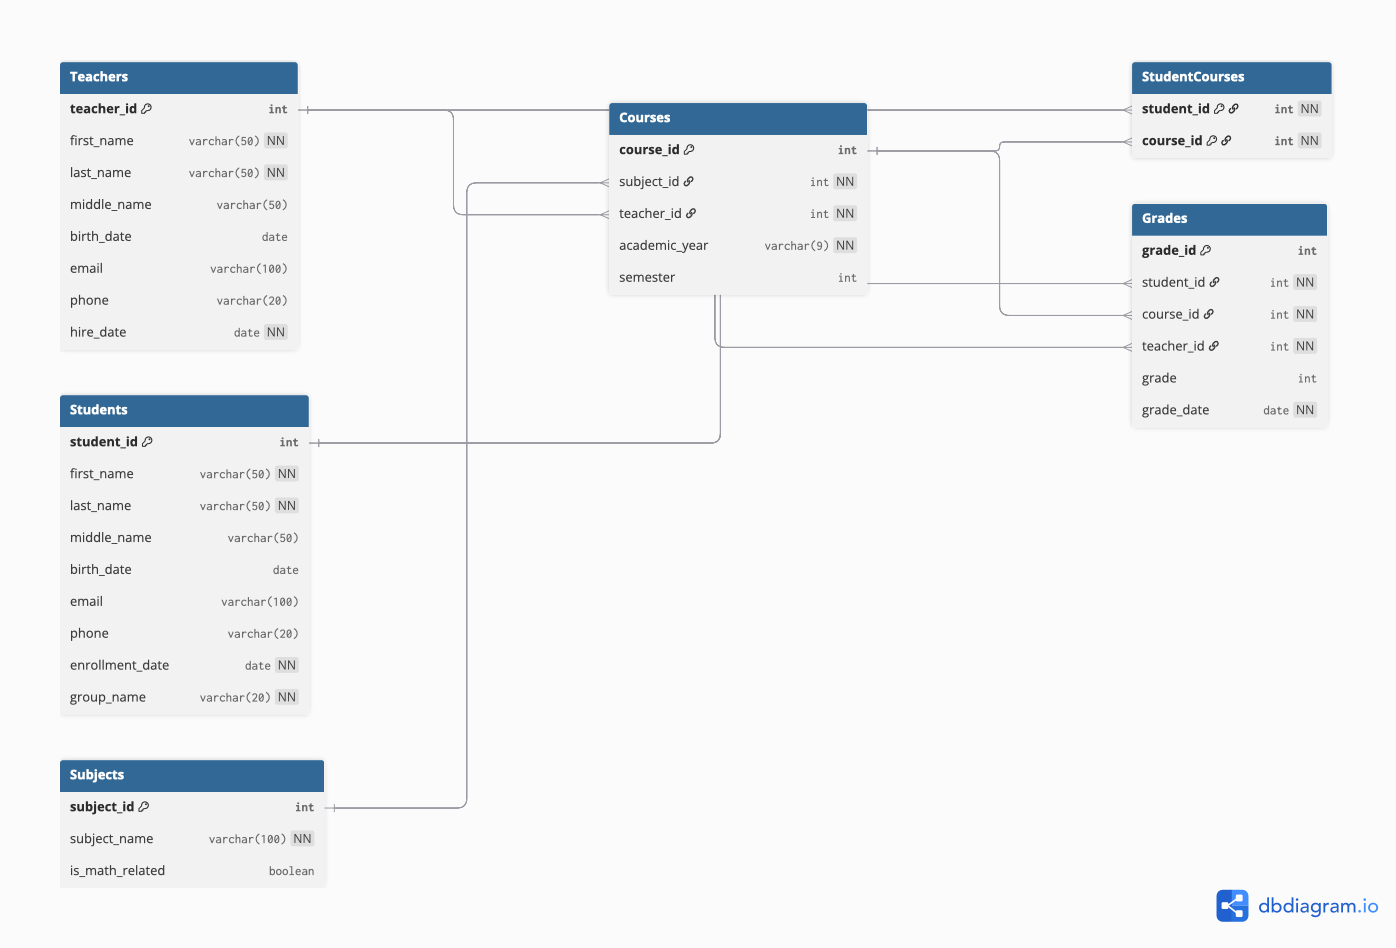 Teachers
teacher_id int
first_name varchar(50) NN
last_name varchar(50) NN
middle_name varchar(50)
birth_date date
email varchar(100)
phone varchar(20)
hire_date date NN
Students
student_id int
first_name varchar(50) NN
last_name varchar(50) NN
middle_name varchar(50)
birth_date date
email varchar(100)
phone varchar(20)
enrollment_date date NN
group_name varchar(20) NN
Subjects
subject_id int
subject_name varchar(100) NN
is_math_related boolean
Courses
course_id int
subject_id int NN
teacher_id int NN
academic_year varchar(9) NN
semester int
StudentCourses
student_id int NN
course_id int NN
Grades
grade_id int
student_id int NN
course_id int NN
teacher_id int NN
grade int
grade_date date NN
dbdiagram.io